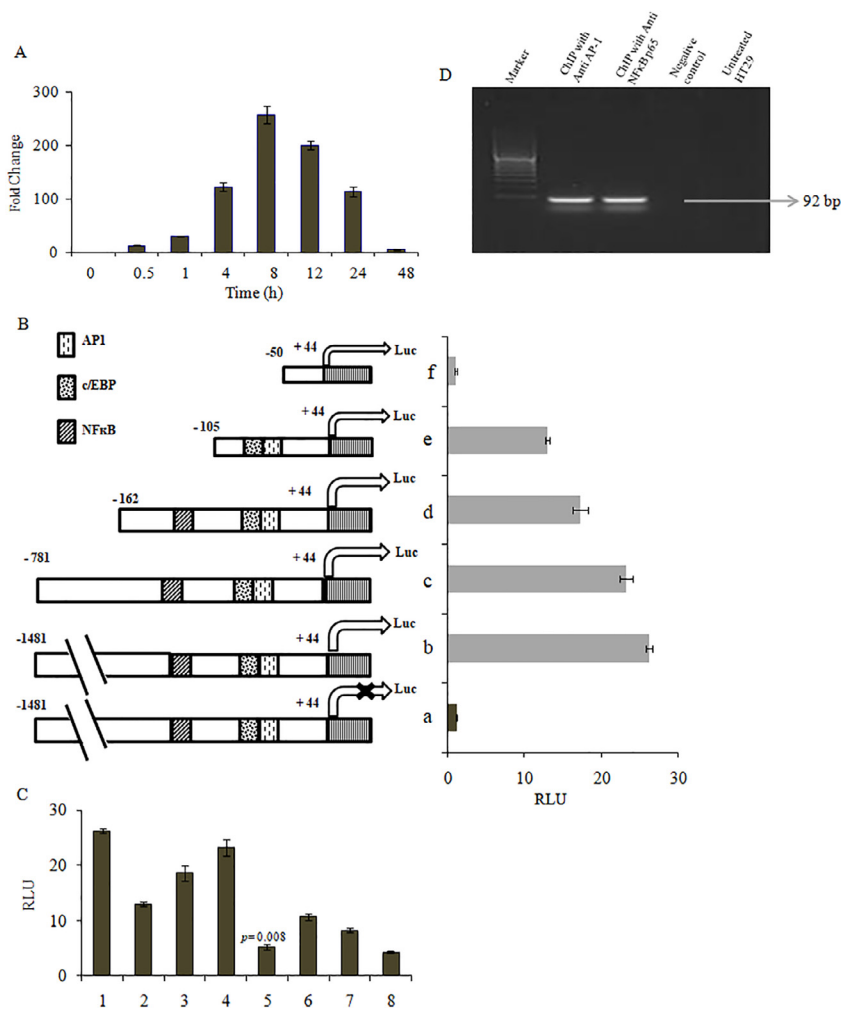 A
300
200
100
0
Fold Change
0 0.5 1 4 8 12 24 48
Time (h)
D
Marker
ChIP with Anti AP-1
ChIP with Anti NFκBp65
Negative control
Untreated HT29
92 bp
B
AP1
c/EBP
NFκB
-50 + 44 Luc f
-105 + 44 Luc e
-162 + 44 Luc d
- 781 + 44 Luc c
-1481 + 44 Luc b
-1481 + 44 Luc a
0 10 20 30
RLU
C
30
20
10
0
RLU
p=0.008
1 2 3 4 5 6 7 8